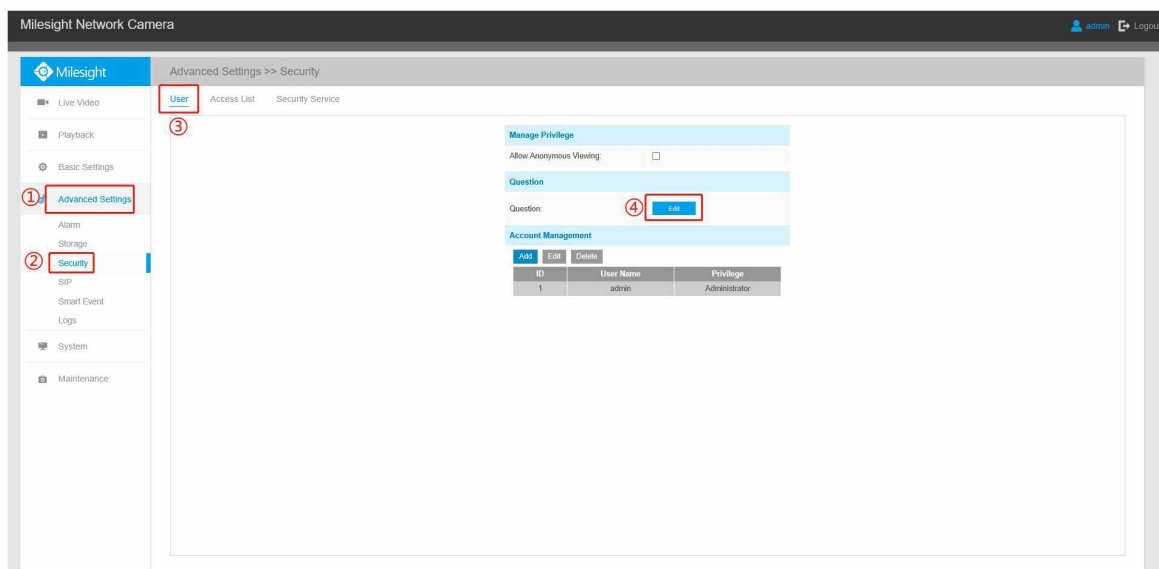 Milesight Network Camera
admin Logou
Milesight
Advanced Settings >> Security
Live Video
User Access List Security Service
③
Playback
Manage Privilege
Allow Anonymous Viewing:
Basic Settings
Question
① Advanced Settings
Question: ④ Edit
Alarm
Account Management
Storage
Add Edit Delete
② Security
ID User Name Privilege
SIP
1 admin Administrator
Smart Event
Logs
System
Maintenance